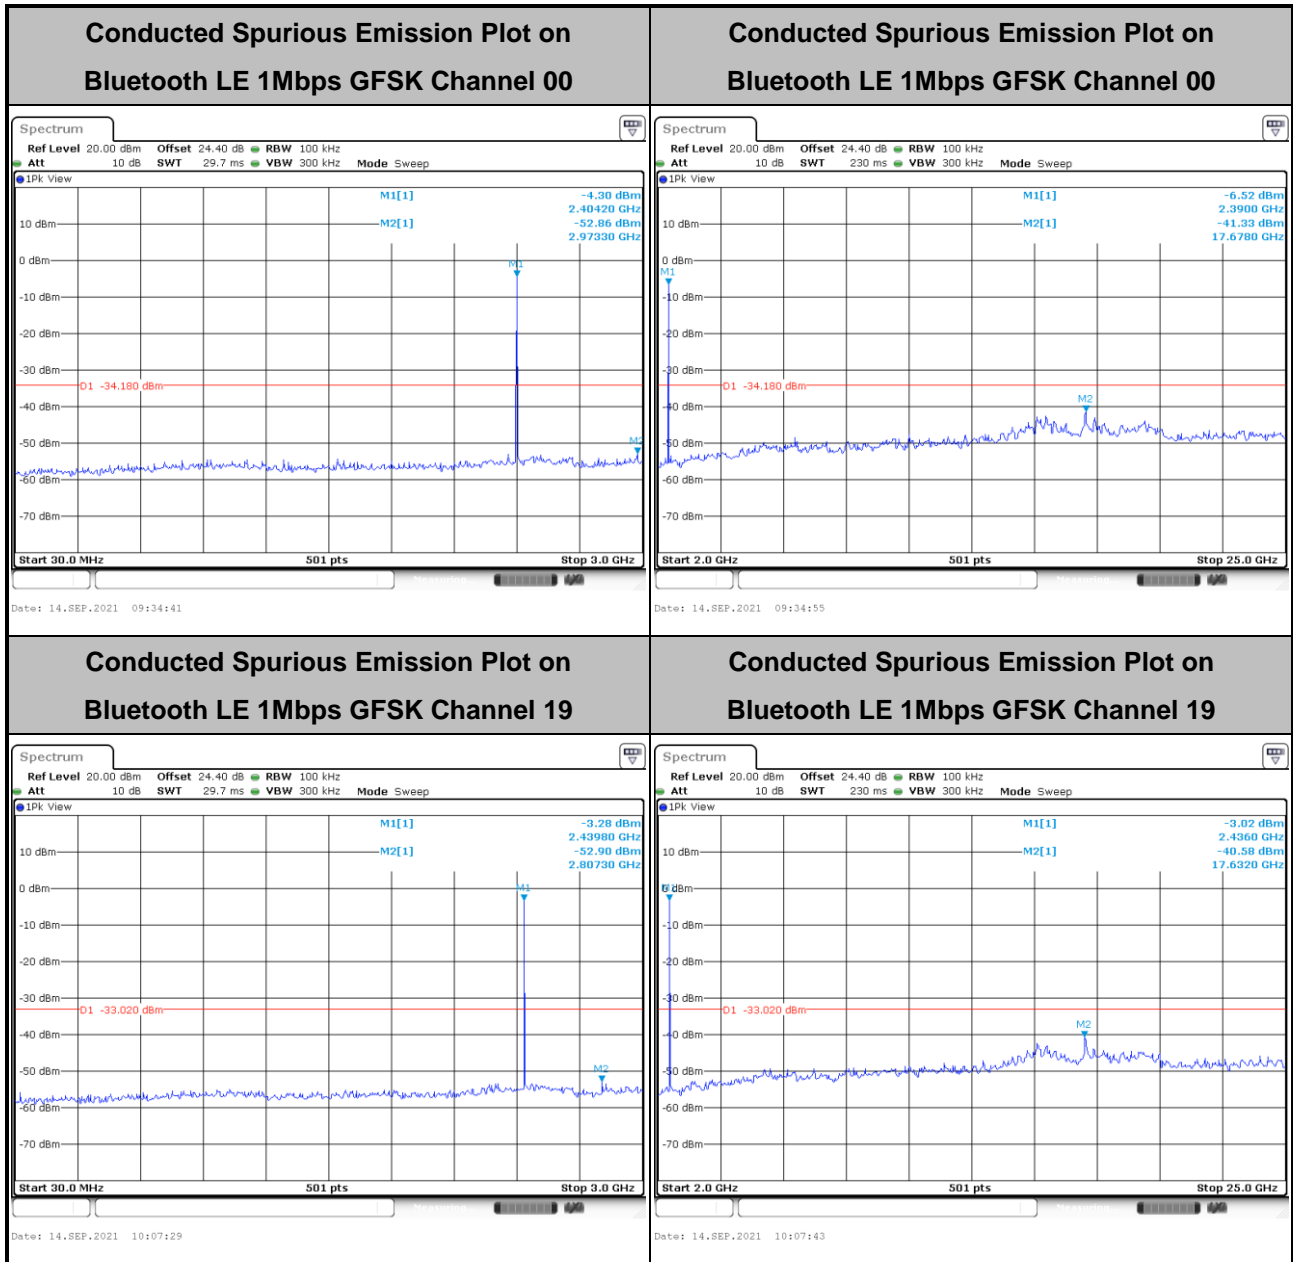 Conducted Spurious Emission Plot on
Bluetooth LE 1Mbps GFSK Channel 00
Spectrum
Ref Level 20.00 dBm Offset 24.40 dB RBW 100 kHz
Att 10 dB SWT 29.7 ms VBW 300 kHz Mode Sweep
1Pk View
M1[1] -4.30 dBm
2.40420 GHz
10 dBm M2[1] -52.86 dBm
2.97330 GHz
0 dBm
M1
-10 dBm
-20 dBm
-30 dBm
D1 -34.180 dBm
-40 dBm
-50 dBm
M2
-60 dBm
-70 dBm
Start 30.0 MHz 501 pts Stop 3.0 GHz
Measuring
Date: 14.SEP.2021 09:34:41
Conducted Spurious Emission Plot on
Bluetooth LE 1Mbps GFSK Channel 00
Spectrum
Ref Level 20.00 dBm Offset 24.40 dB RBW 100 kHz
Att 10 dB SWT 230 ms VBW 300 kHz Mode Sweep
1Pk View
M1[1] -6.52 dBm
2.3900 GHz
10 dBm M2[1] -41.33 dBm
17.6780 GHz
0 dBm
M1
-10 dBm
-20 dBm
-30 dBm
D1 -34.180 dBm
M2
-40 dBm
-50 dBm
-60 dBm
-70 dBm
Start 2.0 GHz 501 pts Stop 25.0 GHz
Measuring
Date: 14.SEP.2021 09:34:55
Conducted Spurious Emission Plot on
Bluetooth LE 1Mbps GFSK Channel 19
Spectrum
Ref Level 20.00 dBm Offset 24.40 dB RBW 100 kHz
Att 10 dB SWT 29.7 ms VBW 300 kHz Mode Sweep
1Pk View
M1[1] -3.28 dBm
2.43980 GHz
10 dBm M2[1] -52.90 dBm
2.80730 GHz
0 dBm M1
-10 dBm
-20 dBm
-30 dBm
D1 -33.020 dBm
-40 dBm
-50 dBm
M2
-60 dBm
-70 dBm
Start 30.0 MHz 501 pts Stop 3.0 GHz
Measuring
Date: 14.SEP.2021 10:07:29
Conducted Spurious Emission Plot on
Bluetooth LE 1Mbps GFSK Channel 19
Spectrum
Ref Level 20.00 dBm Offset 24.40 dB RBW 100 kHz
Att 10 dB SWT 230 ms VBW 300 kHz Mode Sweep
1Pk View
M1[1] -3.02 dBm
2.4360 GHz
10 dBm M2[1] -40.58 dBm
17.6320 GHz
0 dBm
M1
-10 dBm
-20 dBm
-30 dBm
D1 -33.020 dBm
M2
-40 dBm
-50 dBm
-60 dBm
-70 dBm
Start 2.0 GHz 501 pts Stop 25.0 GHz
Measuring
Date: 14.SEP.2021 10:07:43